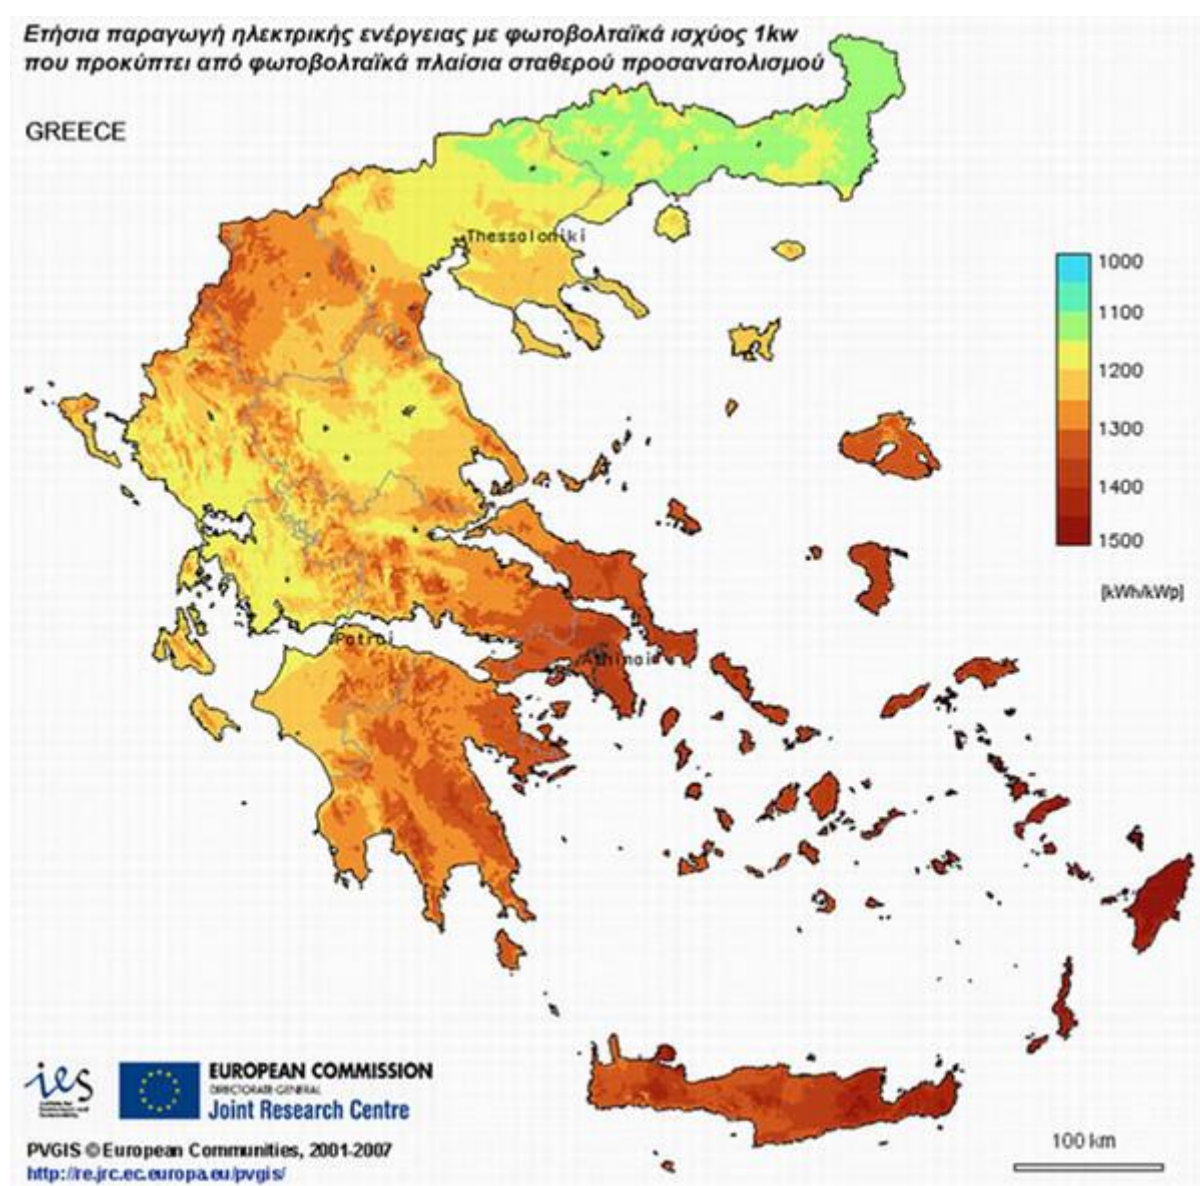 Ετήσια παραγωγή ηλεκτρικής ενέργειας με φωτοβολταϊκά ισχύος 1kw
που προκύπτει από φωτοβολταϊκά πλαίσια σταθερού προσανατολισμού
GREECE
Thessaloniki
1000
1100
1200
1300
1400
1500
[kWh/kWp]
Patrai
Athinai
ies
EUROPEAN COMMISSION
DIRECTORATE-GENERAL
Joint Research Centre
100 km
PVGIS © European Communities, 2001-2007
http://re.jrc.ec.europa.eu/pvgis/